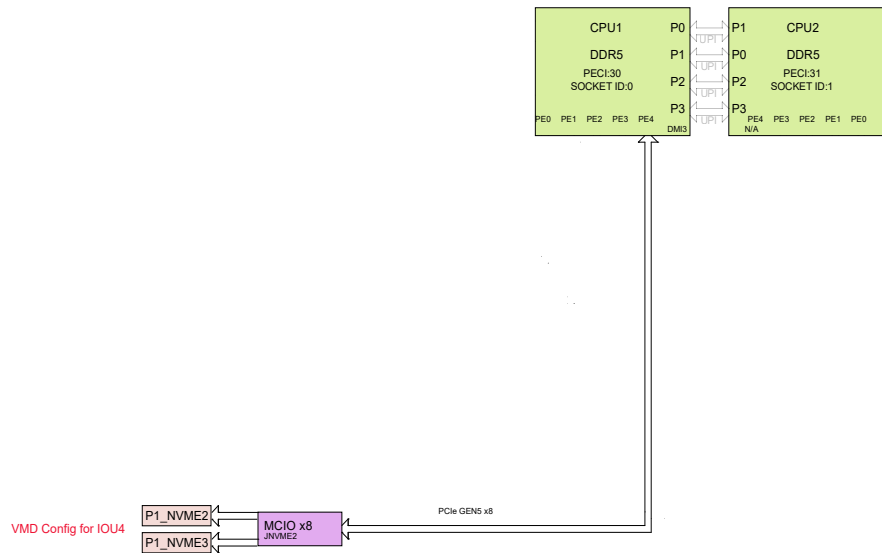 CPU1 P0 UPI P1 CPU2
DDR5 P1 UPI P0 DDR5
PECI:30 PECI:31
SOCKET ID:0 P2 UPI P2 SOCKET ID:1
P3 UPI P3
PE0 PE1 PE2 PE3 PE4 PE4 PE3 PE2 PE1 PE0
DMI3 N/A
PCIe GEN5 x8
P1_NVME2
MCIO x8
JNVME2
VMD Config for IOU4
P1_NVME3